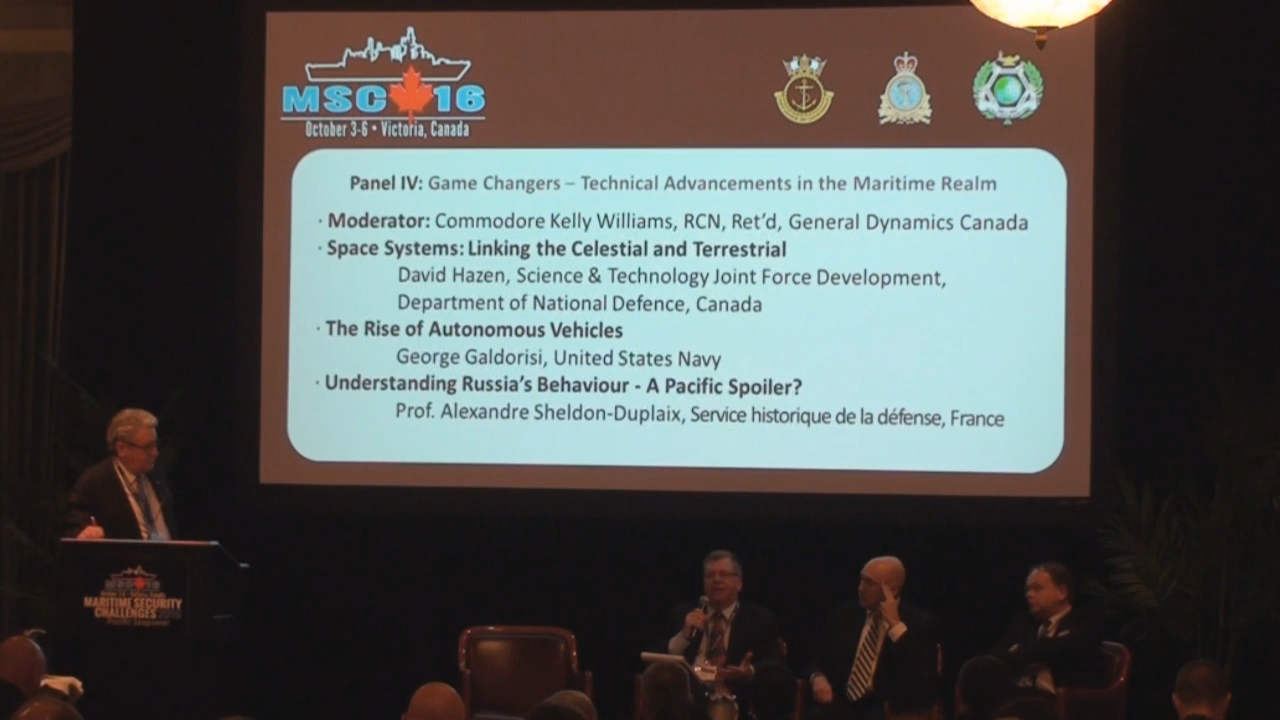 MSC 16
October 3-6 • Victoria, Canada
Panel IV: Game Changers – Technical Advancements in the Maritime Realm
· Moderator: Commodore Kelly Williams, RCN, Ret'd, General Dynamics Canada
· Space Systems: Linking the Celestial and Terrestrial
David Hazen, Science & Technology Joint Force Development,
Department of National Defence, Canada
· The Rise of Autonomous Vehicles
George Galdorisi, United States Navy
· Understanding Russia's Behaviour - A Pacific Spoiler?
Prof. Alexandre Sheldon-Duplaix, Service historique de la défense, France
MSC 16
MARITIME SECURITY
CHALLENGES